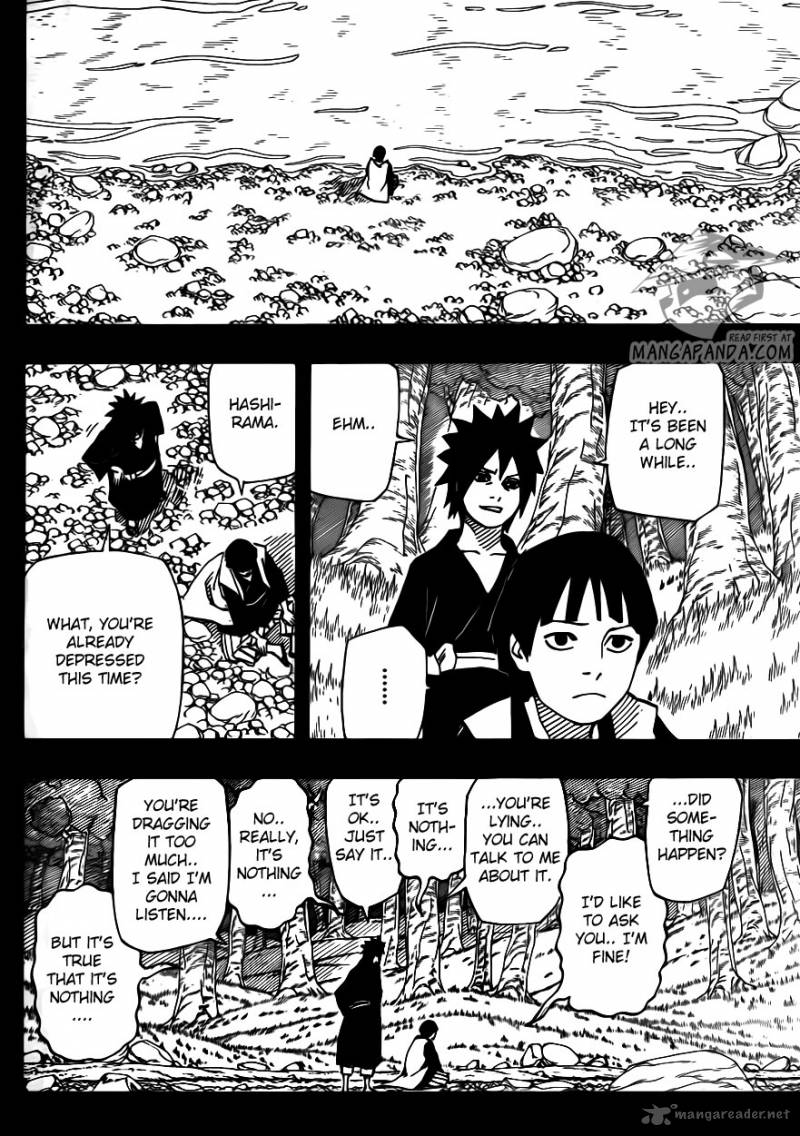 READ FIRST AT
MANGAPANDA.COM
HEY..
IT'S BEEN
A LONG
WHILE..
EHM..
......
HASHI-
RAMA.
WHAT, YOU'RE
ALREADY
DEPRESSED
THIS TIME?
...DID
SOME-
THING
HAPPEN?
I'D LIKE
TO ASK
YOU.. I'M
FINE!
...YOU'RE
LYING..
YOU CAN
TALK TO ME
ABOUT IT.
IT'S
NOTH-
ING...
IT'S
OK..
JUST
SAY IT..
NO..
REALLY,
IT'S
NOTHING
...
YOU'RE
DRAGGING
IT TOO
MUCH..
I SAID I'M
GONNA
LISTEN....
BUT IT'S
TRUE
THAT IT'S
NOTHING
....
mangareader.net